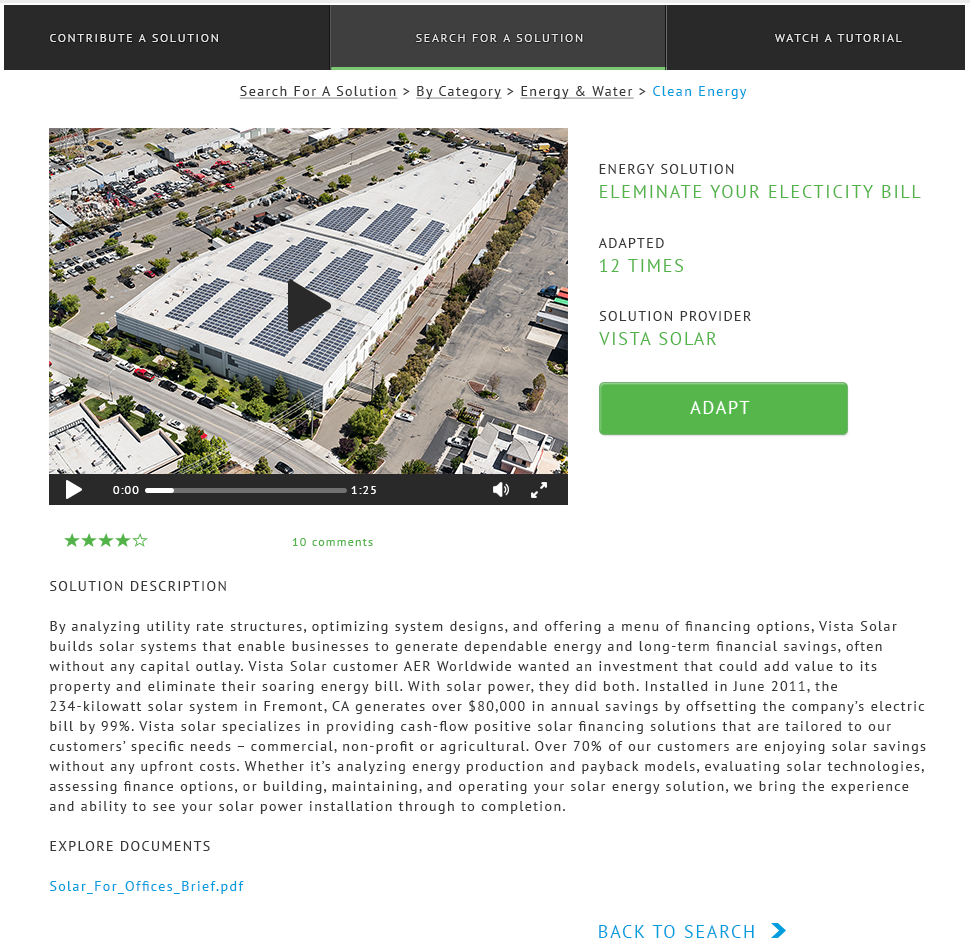 CONTRIBUTE A SOLUTION
SEARCH FOR A SOLUTION
WATCH A TUTORIAL
Search For A Solution > By Category > Energy & Water > Clean Energy
ENERGY SOLUTION
ELEMINATE YOUR ELECTICITY BILL
ADAPTED
12 TIMES
SOLUTION PROVIDER
VISTA SOLAR
ADAPT
0:00
1:25
10 comments
SOLUTION DESCRIPTION
By analyzing utility rate structures, optimizing system designs, and offering a menu of financing options, Vista Solar
builds solar systems that enable businesses to generate dependable energy and long-term financial savings, often
without any capital outlay. Vista Solar customer AER Worldwide wanted an investment that could add value to its
property and eliminate their soaring energy bill. With solar power, they did both. Installed in June 2011, the
234-kilowatt solar system in Fremont, CA generates over $80,000 in annual savings by offsetting the company’s electric
bill by 99%. Vista solar specializes in providing cash-flow positive solar financing solutions that are tailored to our
customers’ specific needs – commercial, non-profit or agricultural. Over 70% of our customers are enjoying solar savings
without any upfront costs. Whether it’s analyzing energy production and payback models, evaluating solar technologies,
assessing finance options, or building, maintaining, and operating your solar energy solution, we bring the experience
and ability to see your solar power installation through to completion.
EXPLORE DOCUMENTS
Solar_For_Offices_Brief.pdf
BACK TO SEARCH